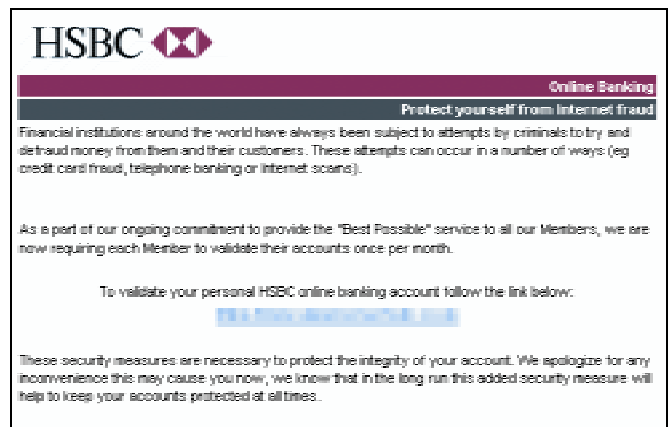 HSBC
Online Banking
Protect yourself from Internet fraud
Financial institutions around the world have always been subject to attempts by criminals to try and
defraud money from them and their customers. These attempts can occur in a number of ways (eg
credit card fraud, telephone banking or Internet scams).
As a part of our ongoing commitment to provide the "Best Possible" service to all our Members, we are
now requiring each Member to validate their accounts once per month.
To validate your personal HSBC online banking account follow the link below:
These security measures are necessary to protect the integrity of your account. We apologize for any
inconvenience this may cause you now, we know that in the long run this added security measure will
help to keep your accounts protected at all times.